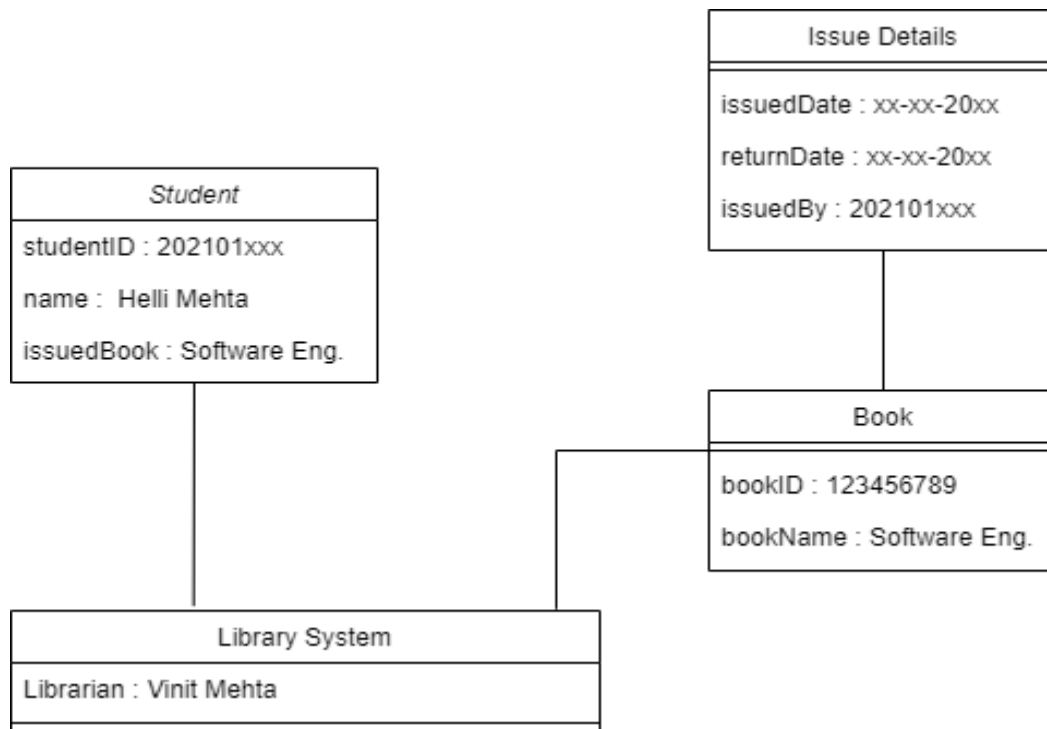 Issue Details
issuedDate : xx-xx-20xx
returnDate : xx-xx-20xx
issuedBy : 202101xxx
Student
studentID : 202101xxx
name : Helli Mehta
issuedBook : Software Eng.
Book
bookID : 123456789
bookName : Software Eng.
Library System
Librarian : Vinit Mehta